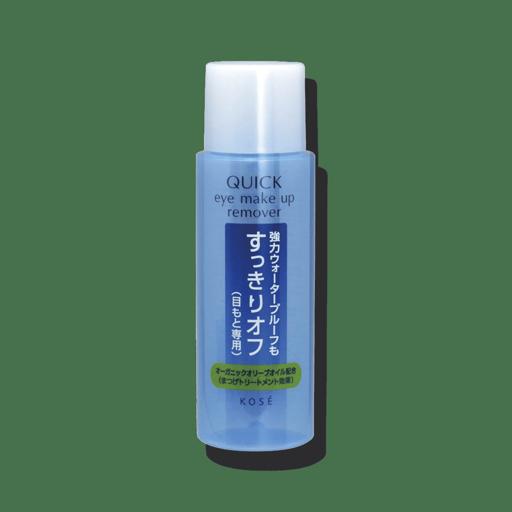 QUICK
eye make up
remover
強力ウォータープルーフも
すっきりオフ
(目もと専用)
オーガニックオリーブオイル配合
(まつげトリートメント効果)
KOSÉ